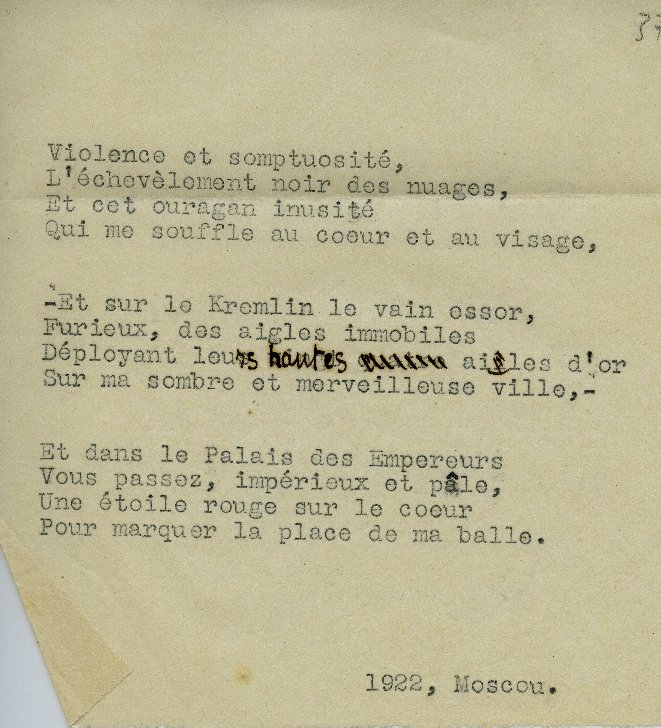 37
Violence et somptuosité,
L'échevèlement noir des nuages,
Et cet ouragan inusité
Qui me souffle au coeur et au visage,
-Et sur le Kremlin le vain essor,
Furieux, des aigles immobiles
Déployant leurs hautes ailes d'or
Sur ma sombre et merveilleuse ville,-
Et dans le Palais des Empereurs
Vous passez, impérieux et pâle,
Une étoile rouge sur le coeur
Pour marquer la place de ma balle.
1922, Moscou.